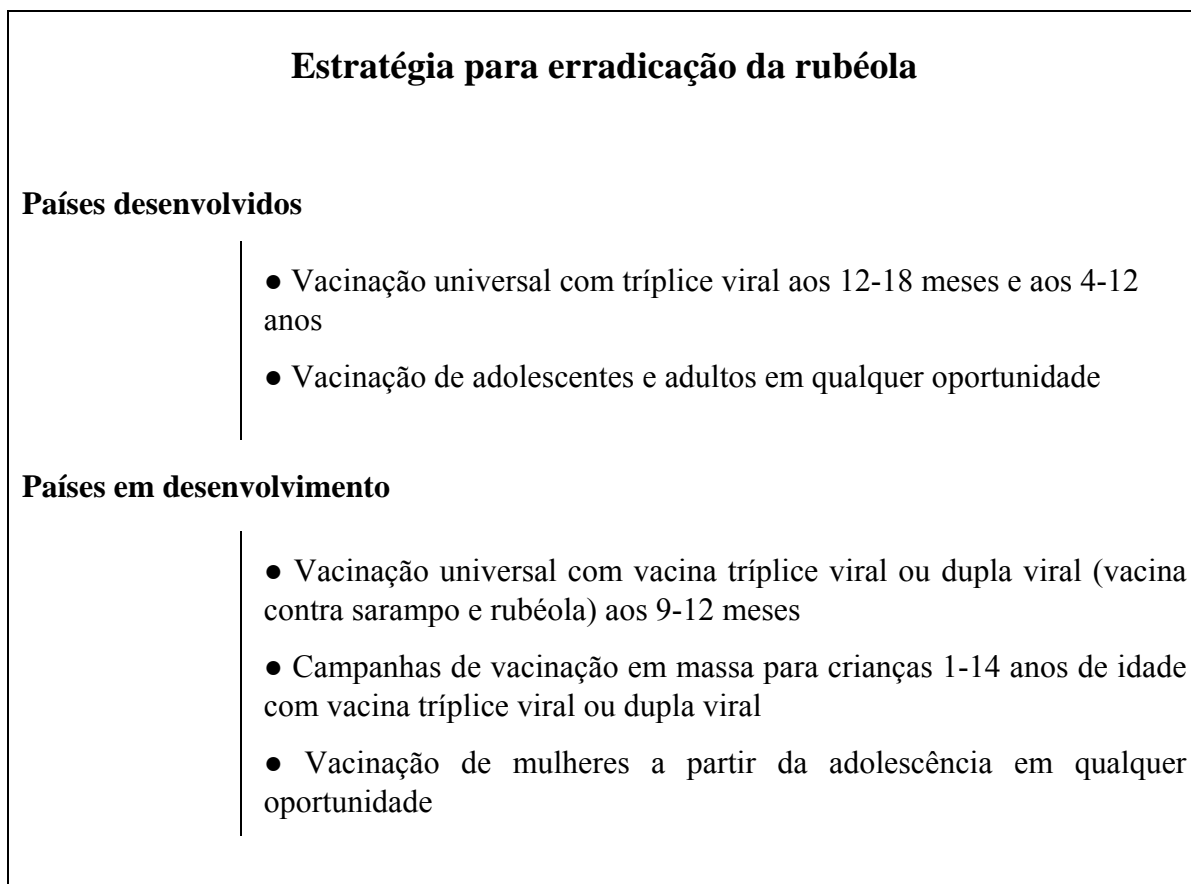 Estratégia para erradicação da rubéola
Países desenvolvidos
● Vacinação universal com tríplice viral aos 12-18 meses e aos 4-12
anos
● Vacinação de adolescentes e adultos em qualquer oportunidade
Países em desenvolvimento
● Vacinação universal com vacina tríplice viral ou dupla viral (vacina
contra sarampo e rubéola) aos 9-12 meses
● Campanhas de vacinação em massa para crianças 1-14 anos de idade
com vacina tríplice viral ou dupla viral
● Vacinação de mulheres a partir da adolescência em qualquer
oportunidade